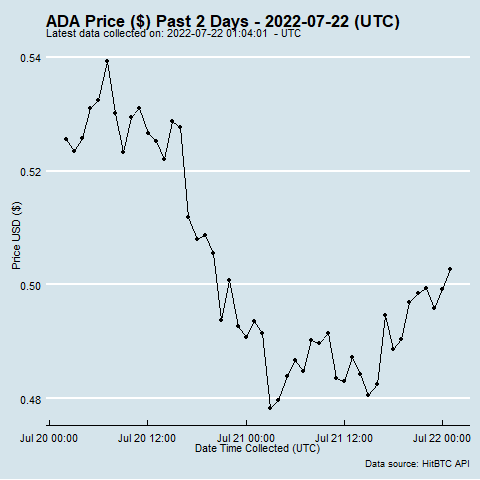 ADA Price ($) Past 2 Days - 2022-07-22 (UTC)
Latest data collected on: 2022-07-22 01:04:01 - UTC
0.54
0.52
0.50
0.48
Price USD ($)
Jul 20 00:00 Jul 20 12:00 Jul 21 00:00 Jul 21 12:00 Jul 22 00:00
Date Time Collected (UTC)
Data source: HitBTC API